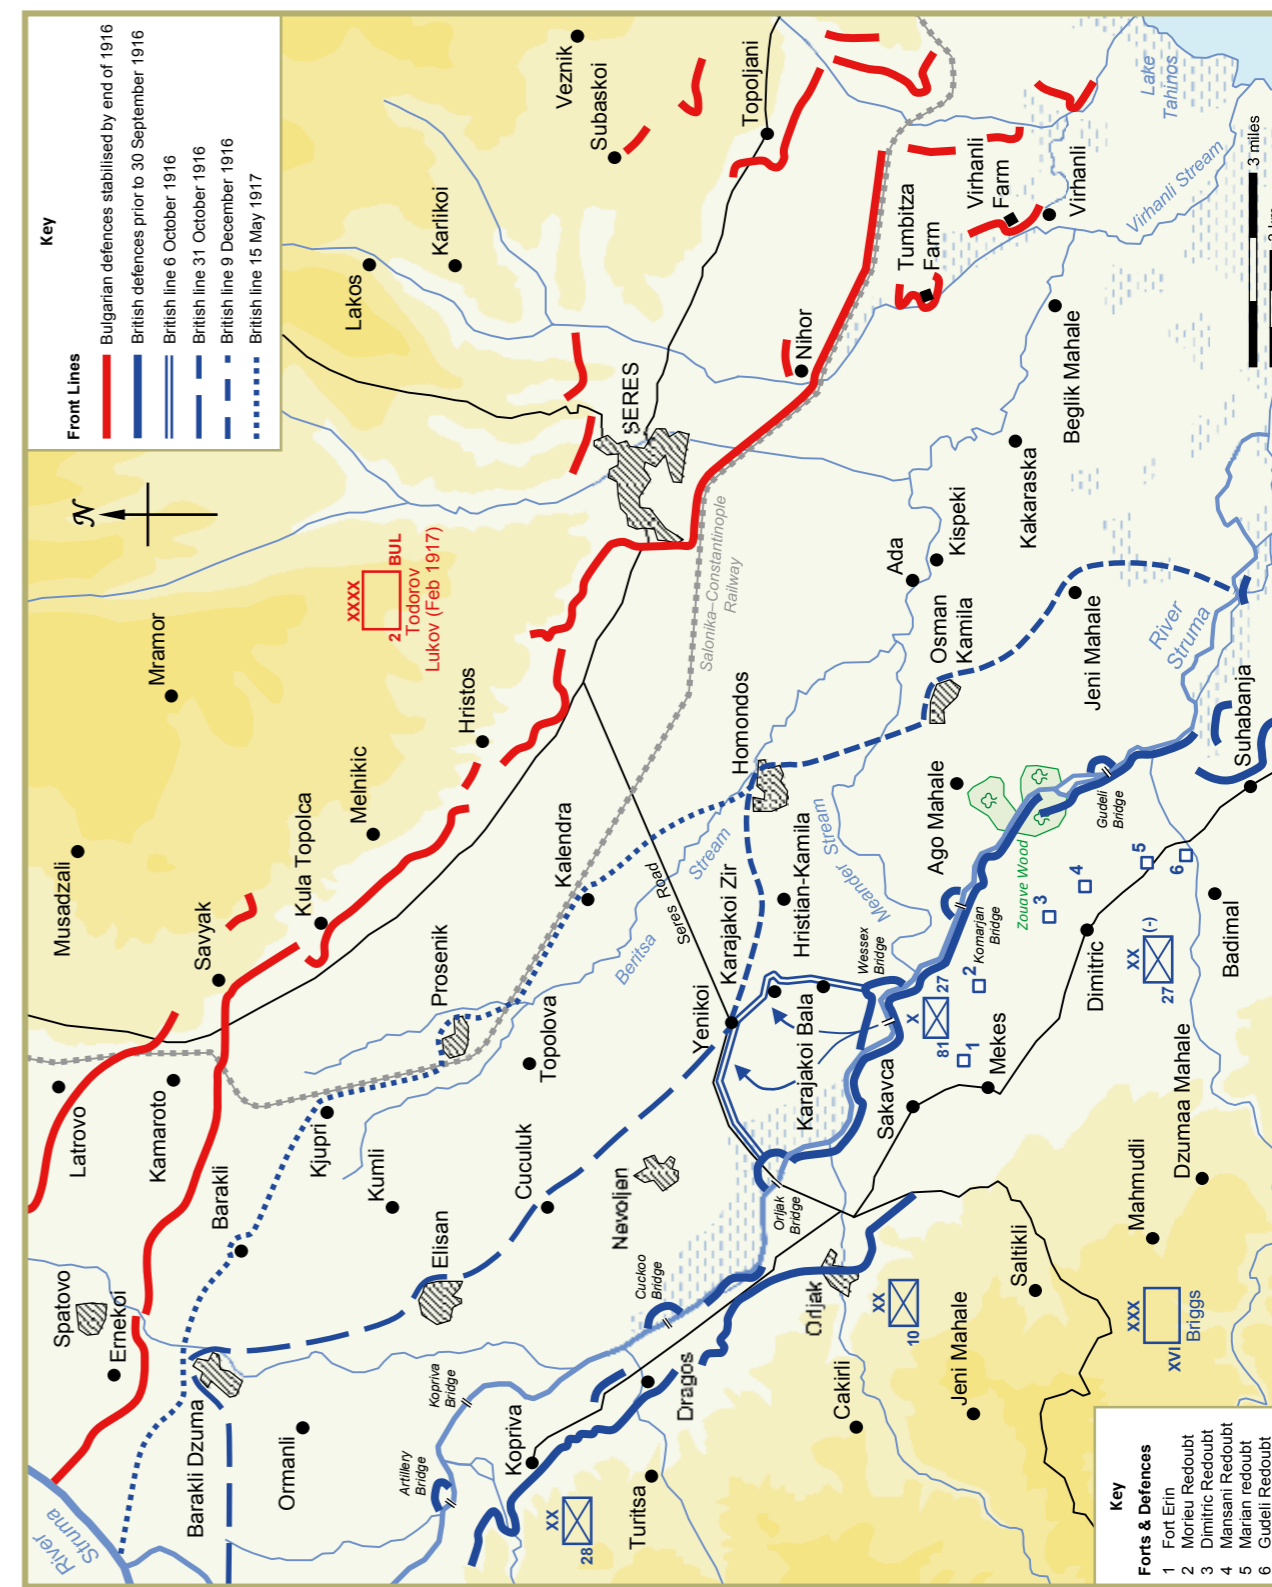 Key
Front Lines
Bulgarian defences stabilised by end of 1916
British defences prior to 30 September 1916
British line 6 October 1916
British line 31 October 1916
British line 9 December 1916
British line 15 May 1917
N
Veznik
Subaskoi
Topoljani
Karlikoi
Lakos
SERES
Nihor
Lake
Tahinos
Virhanli
Farm
Virhanli
Virhanli Stream
Tumbitza
Farm
3 miles
Beglik Mahale
Kakaraska
Kispeki
Ada
Salonika–Constantinople
Railway
XXXX
2
BUL
Todorov
Lukov (Feb 1917)
Mramor
Hristos
Melnikic
Kula Topolca
Musadzali
Savyak
Osman
Kamila
Jeni Mahale
River
Struma
Suhabanja
Homondos
Kalendra
Prosenik
Beritsa
Stream
Seres Road
Topolova
Karajakoi Zir
Yenikoi
Hristian-Kamila
Meander Stream
Ago Mahale
Zouave Wood
Gudeli
Bridge
Komarjan
Bridge
Wessex
Bridge
Karajakoi Bala
Sakavca
X
81
27
1
2
3
4
5
6
Mekes
Dimitric
XX
27
(-)
Badimal
Dzumaa Mahale
Latrovo
Kamaroto
Kjupri
Kumli
Barakli
Cuculuk
Elisan
Nevoljen
Orljak
Bridge
Cuckoo
Bridge
Orljak
XX
10
Saltikli
Mahmudli
XXX
XVI
Briggs
Jeni Mahale
Cakirli
Dragos
Spatovo
Ernekoi
Barakli Dzuma
Ormanli
Kopriva
Bridge
Artillery
Bridge
Kopriva
Turitsa
XX
28
River
Struma
Key
Forts & Defences
1 Fort Erin
2 Morieu Redoubt
3 Dimitric Redoubt
4 Mansani Redoubt
5 Marian redoubt
6 Gudeli Redoubt